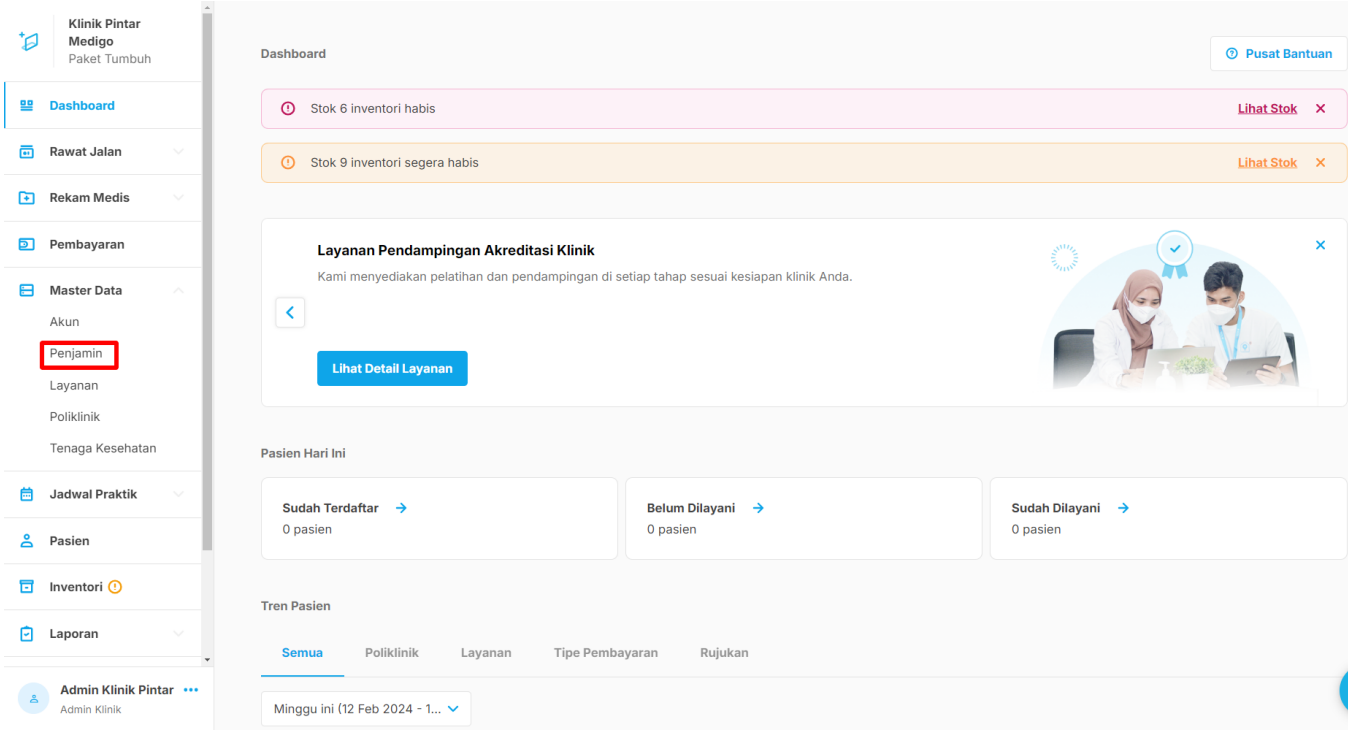 Klinik Pintar
Medigo
Paket Tumbuh
Dashboard
Rawat Jalan
Rekam Medis
Pembayaran
Master Data
Akun
Penjamin
Layanan
Poliklinik
Tenaga Kesehatan
Jadwal Praktik
Pasien
Inventori
Laporan
Admin Klinik Pintar
Admin Klinik
Dashboard
Pusat Bantuan
Stok 6 inventori habis
Lihat Stok
Stok 9 inventori segera habis
Lihat Stok
Layanan Pendampingan Akreditasi Klinik
Kami menyediakan pelatihan dan pendampingan di setiap tahap sesuai kesiapan klinik Anda.
Lihat Detail Layanan
Pasien Hari Ini
Sudah Terdaftar
0 pasien
Belum Dilayani
0 pasien
Sudah Dilayani
0 pasien
Tren Pasien
Semua Poliklinik Layanan Tipe Pembayaran Rujukan
Minggu ini (12 Feb 2024 - 1...